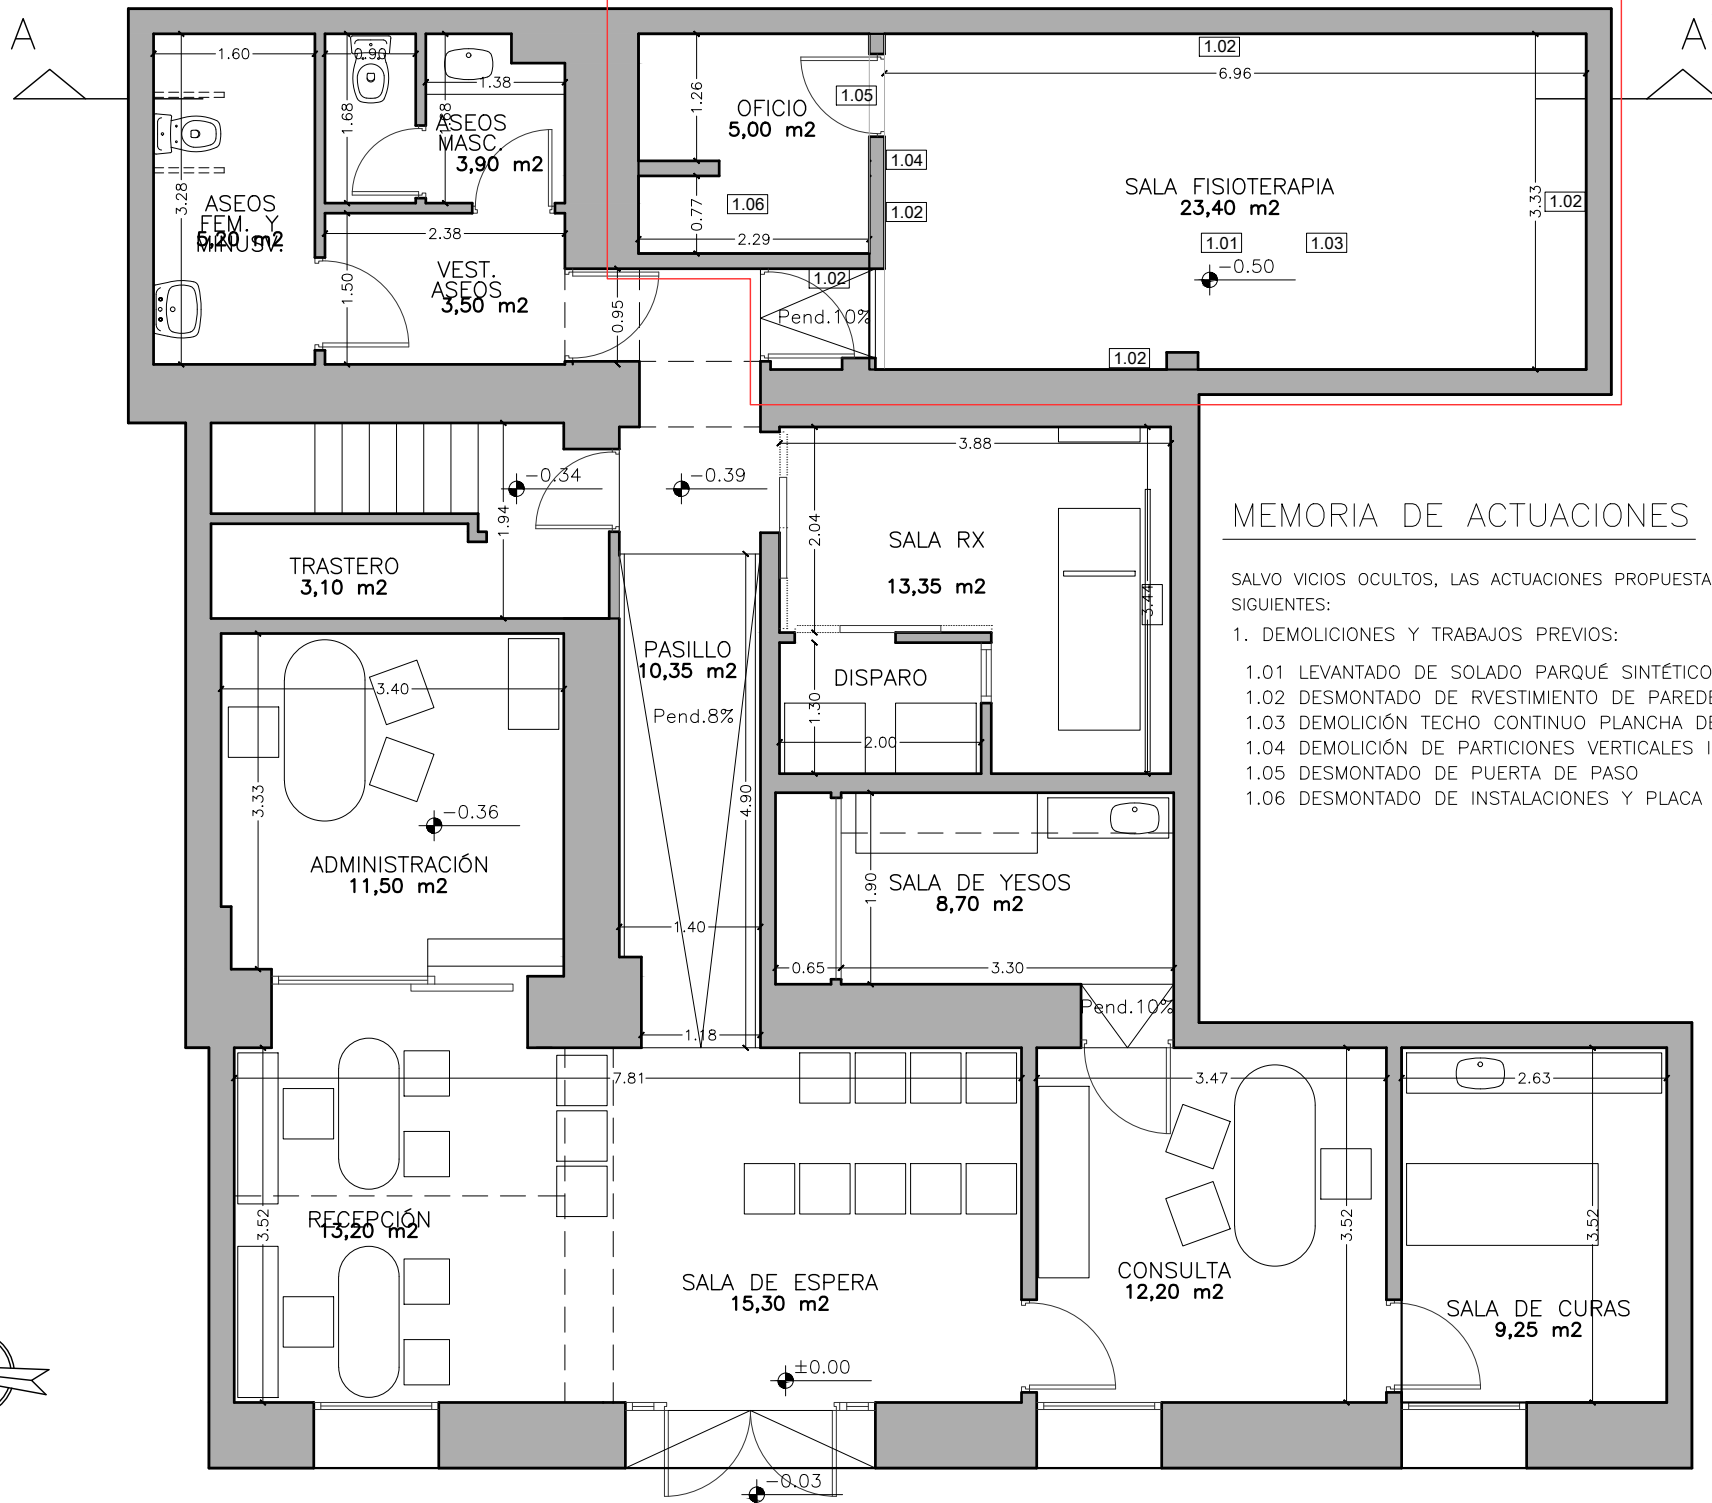 A
A
1.60
0.90
1.38
1.68
1.68
3.28
ASEOS
MASC.
3,90 m2
ASEOS
FEM. Y
MINUSV.
5,20 m2
2.38
1.50
VEST.
ASEOS
3,50 m2
0.95
1.26
OFICIO
5,00 m2
1.05
1.04
1.02
1.06
0.77
2.29
1.02
Pend.10%
1.02
6.96
SALA FISIOTERAPIA
23,40 m2
1.01
1.03
-0.50
3.33
1.02
1.02
-0.34
-0.39
1.94
TRASTERO
3,10 m2
3.88
2.04
SALA RX
13,35 m2
3.44
DISPARO
1.30
2.00
PASILLO
10,35 m2
Pend.8%
4.90
1.40
1.18
3.40
3.33
-0.36
ADMINISTRACIÓN
11,50 m2
1.90
SALA DE YESOS
8,70 m2
0.65
3.30
Pend.10%
MEMORIA DE ACTUACIONES
SALVO VICIOS OCULTOS, LAS ACTUACIONES PROPUESTA
SIGUIENTES:
1. DEMOLICIONES Y TRABAJOS PREVIOS:
1.01 LEVANTADO DE SOLADO PARQUÉ SINTÉTICO
1.02 DESMONTADO DE RVESTIMIENTO DE PARED
1.03 DEMOLICIÓN TECHO CONTINUO PLANCHA DE
1.04 DEMOLICIÓN DE PARTICIONES VERTICALES I
1.05 DESMONTADO DE PUERTA DE PASO
1.06 DESMONTADO DE INSTALACIONES Y PLACA
7.81
3.52
RECEPCIÓN
13,20 m2
SALA DE ESPERA
15,30 m2
±0.00
-0.03
3.47
3.52
CONSULTA
12,20 m2
2.63
3.52
SALA DE CURAS
9,25 m2